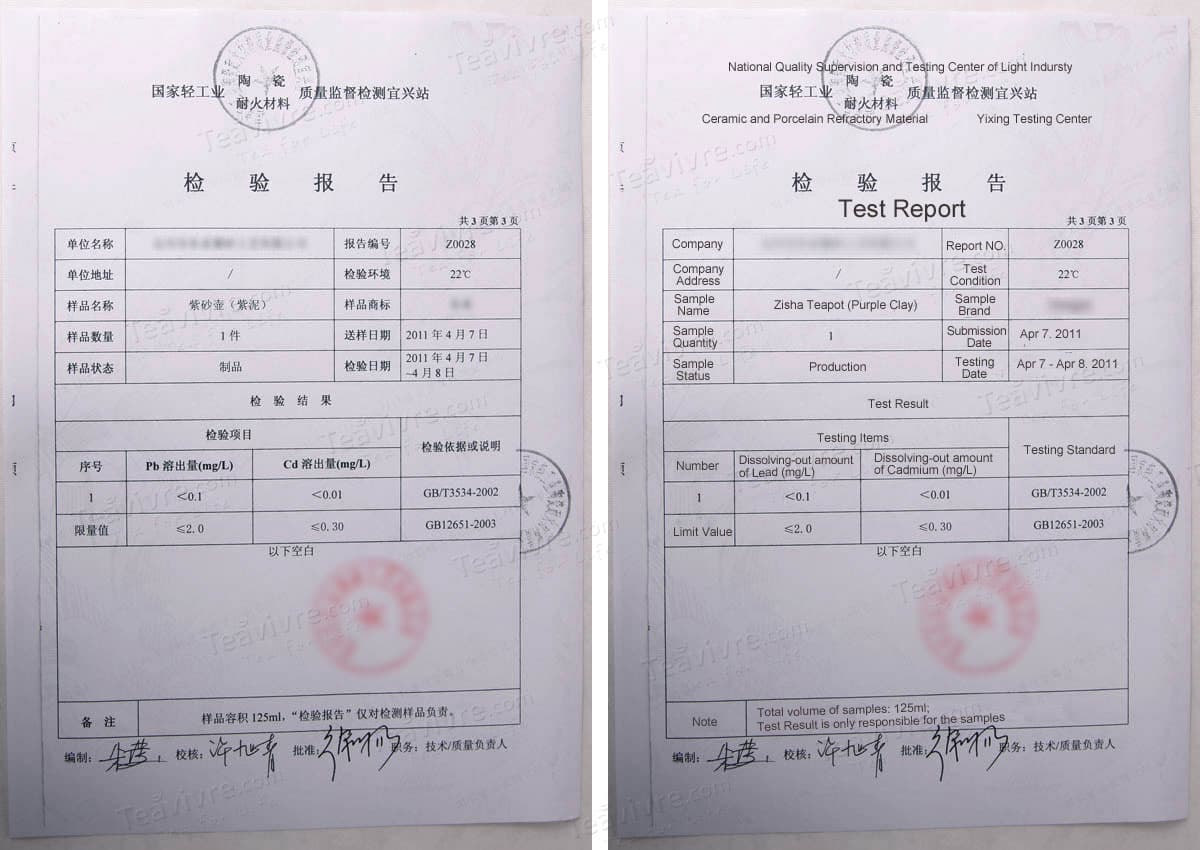 陶 瓷
国家轻工业 质量监督检测宜兴站
耐火材料
检 验 报 告
共 3 页第 3 页
单位名称 报告编号 Z0028
单位地址 / 检验环境 22℃
样品名称 紫砂壶（紫泥） 样品商标
样品数量 1 件 送样日期 2011 年 4 月 7 日
样品状态 制品 检验日期 2011 年 4 月 7 日
~4 月 8 日
检 验 结 果
检验项目 检验依据或说明
序号 Pb 溶出量(mg/L) Cd 溶出量(mg/L)
1 ＜0.1 ＜0.01 GB/T3534-2002
限量值 ≤2.0 ≤0.30 GB12651-2003
以下空白
备 注 样品容积 125ml，“检验报告”仅对检测样品负责。
编制： 校核： 批准： 职务：技术/质量负责人
National Quality Supervision and Testing Center of Light Indursty
陶 瓷
国家轻工业 质量监督检测宜兴站
耐火材料
Ceramic and Porcelain Refractory Material Yixing Testing Center
检 验 报 告
Test Report
共 3 页第 3 页
Company Report NO. Z0028
Company Address / Test Condition 22℃
Sample Name Zisha Teapot (Purple Clay) Sample Brand
Sample Quantity 1 Submission Date Apr 7. 2011
Sample Status Production Testing Date Apr 7 - Apr 8. 2011
Test Result
Testing Items Testing Standard
Number Dissolving-out amount of Lead (mg/L) Dissolving-out amount of Cadmium (mg/L)
1 ＜0.1 ＜0.01 GB/T3534-2002
Limit Value ≤2.0 ≤0.30 GB12651-2003
以下空白
Note Total volume of samples: 125ml;
Test Result is only responsible for the samples
编制： 校核： 批准： 职务：技术/质量负责人
Teavivre.com
Tea for Life